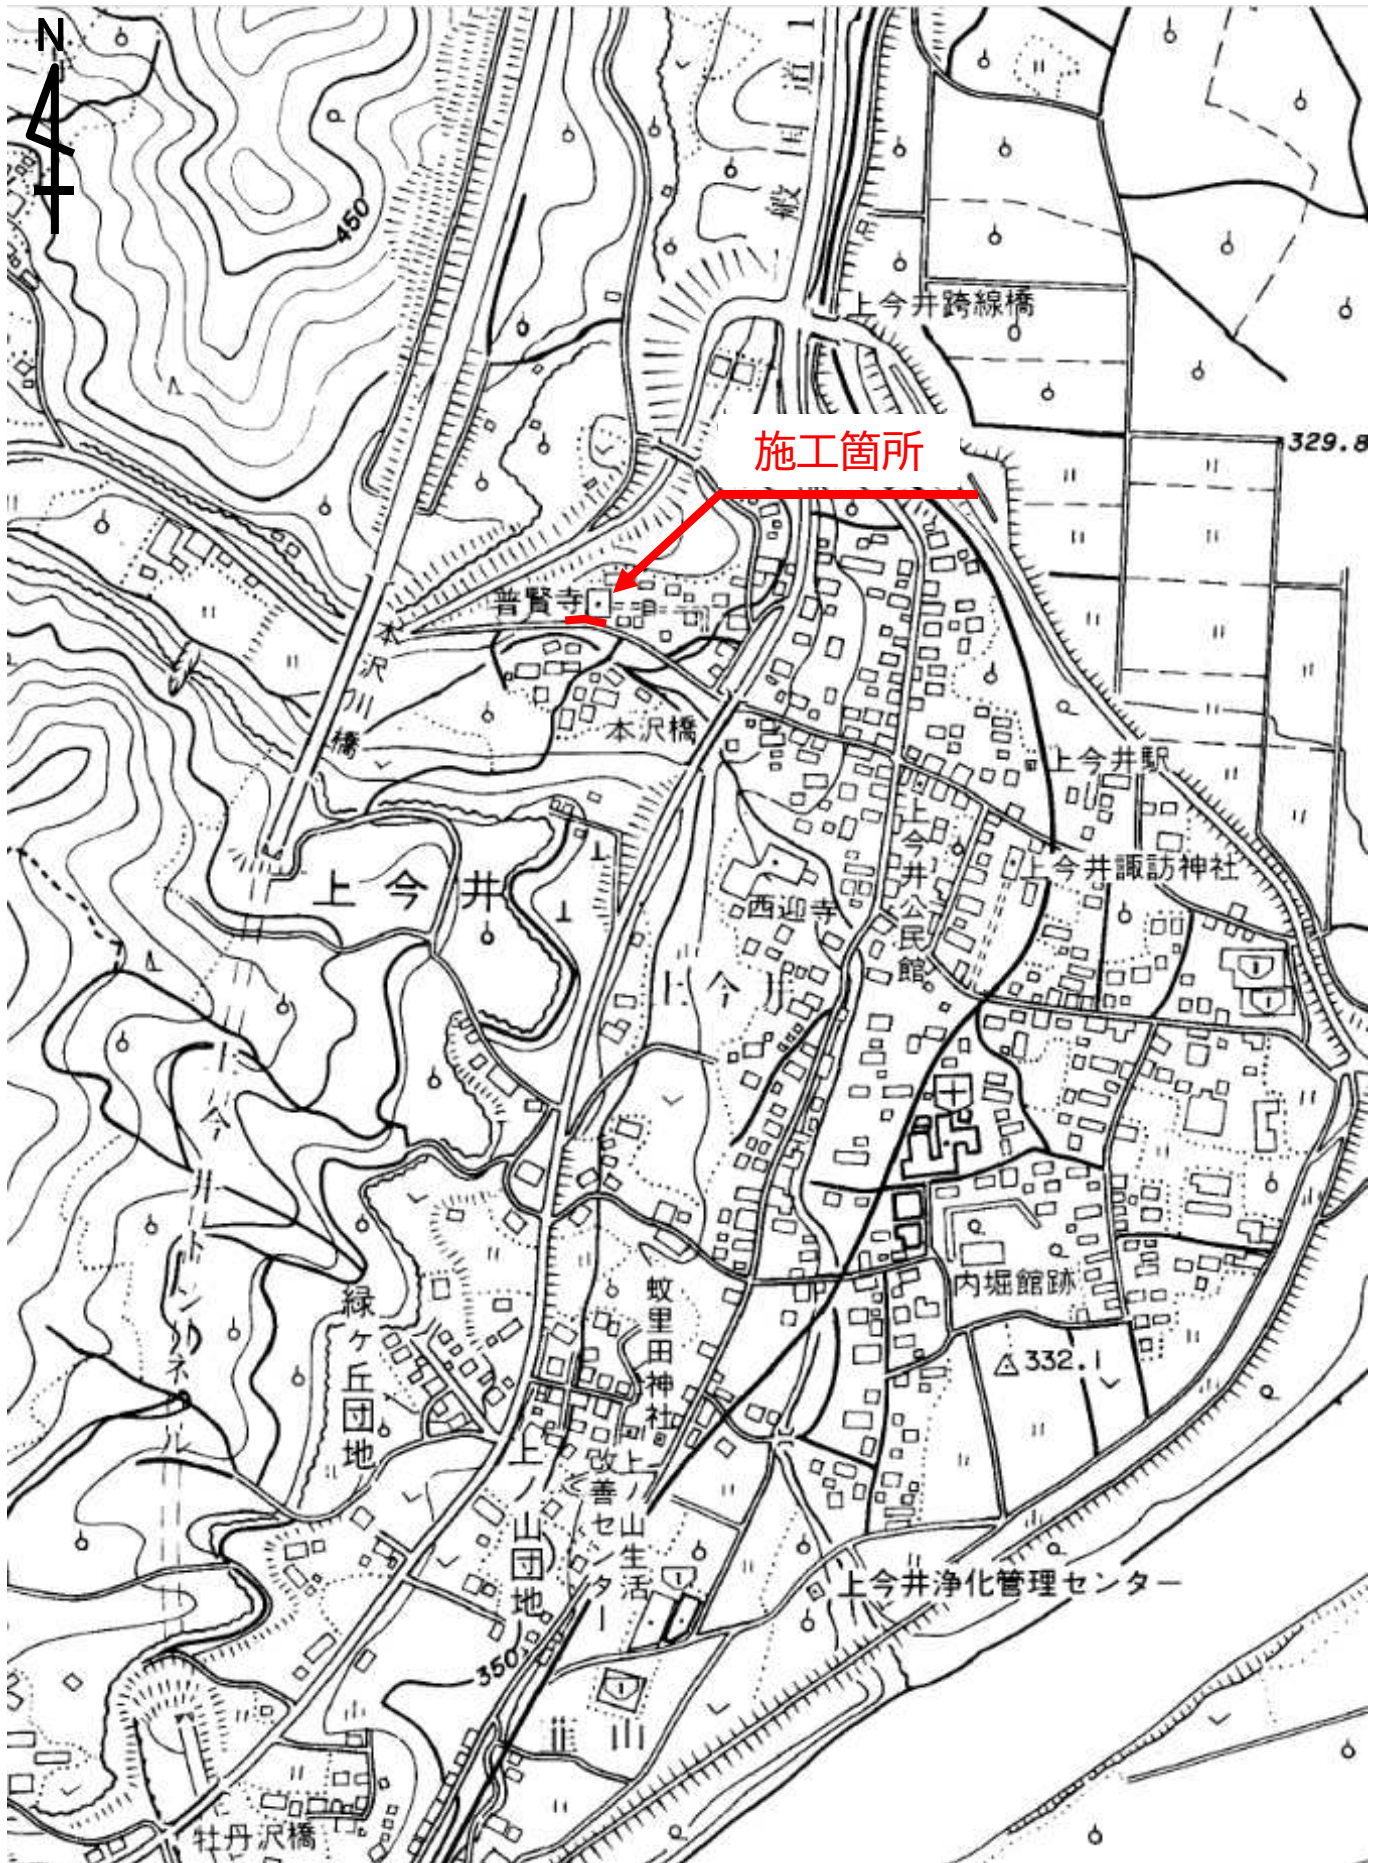 N
一般国道
450
上今井跨線橋
329.8
施工箇所
普賢寺
本沢川橋
本沢橋
上今井駅
上今井公民館
上今井諏訪神社
上今井
西迎寺
上今井
上今井トンネル
内堀館跡
蚊里田神社
緑ヶ丘団地
332.1
上ノ山団地
上ノ山生活
改善センター
上今井浄化管理センター
350
牡丹沢橋